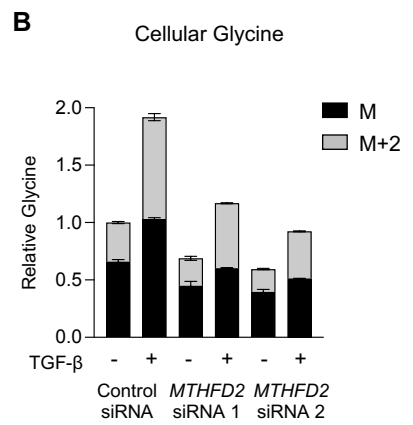 B
Cellular Glycine
M
M+2
Relative Glycine
2.0
1.5
1.0
0.5
0.0
TGF-β - + - + - +
Control siRNA
MTHFD2 siRNA 1
MTHFD2 siRNA 2